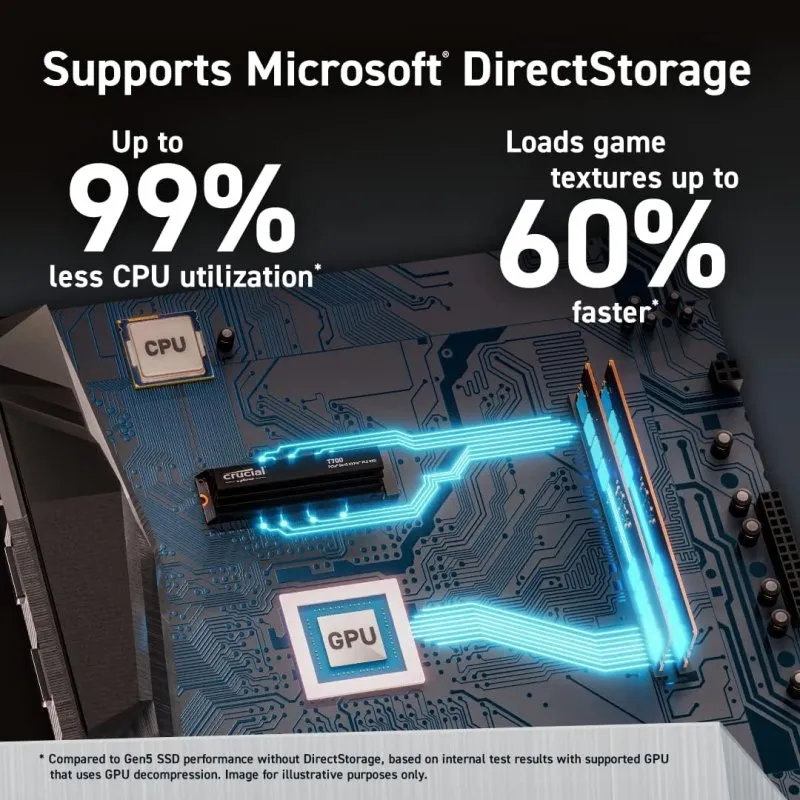 Supports Microsoft® DirectStorage
Up to
99%
less CPU utilization*
Loads game
textures up to
60%
faster*
CPU
crucial
T700
GPU
* Compared to Gen5 SSD performance without DirectStorage, based on internal test results with supported GPU
that uses GPU decompression. Image for illustrative purposes only.